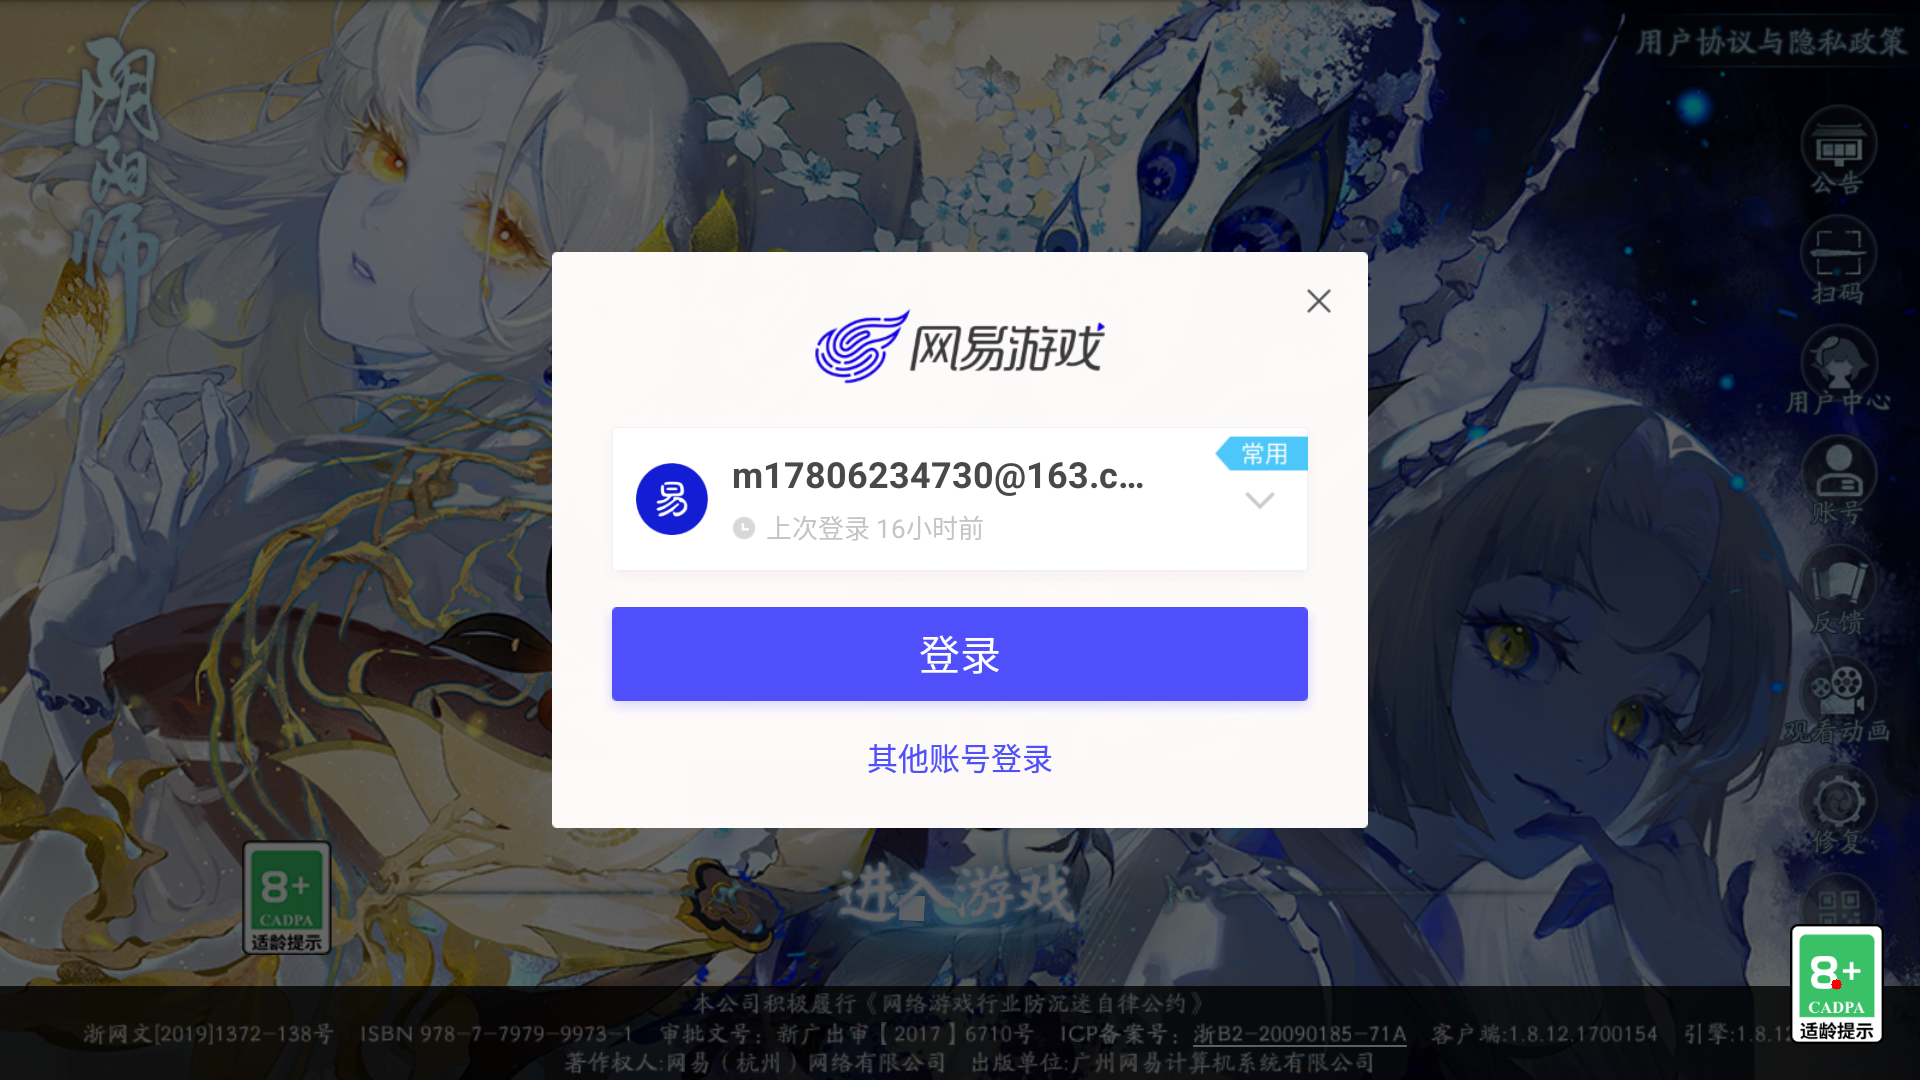 阴阳师
用户协议与隐私政策
公告
扫码
用户中心
账号
反馈
观看动画
修复
网易游戏
常用
易
m17806234730@163.c...
上次登录 16小时前
登录
其他账号登录
进入游戏
8+
CADPA
适龄提示
8+
CADPA
适龄提示
本公司积极履行《网络游戏行业防沉迷自律公约》
浙网文[2019]1372-138号 ISBN 978-7-7979-9973-1 审批文号：新广出审【2017】6710号 ICP备案号：浙B2-20090185-71A 客户端:1.8.12.1700154 引擎:1.8.12
著作权人:网易（杭州）网络有限公司 出版单位:广州网易计算机系统有限公司